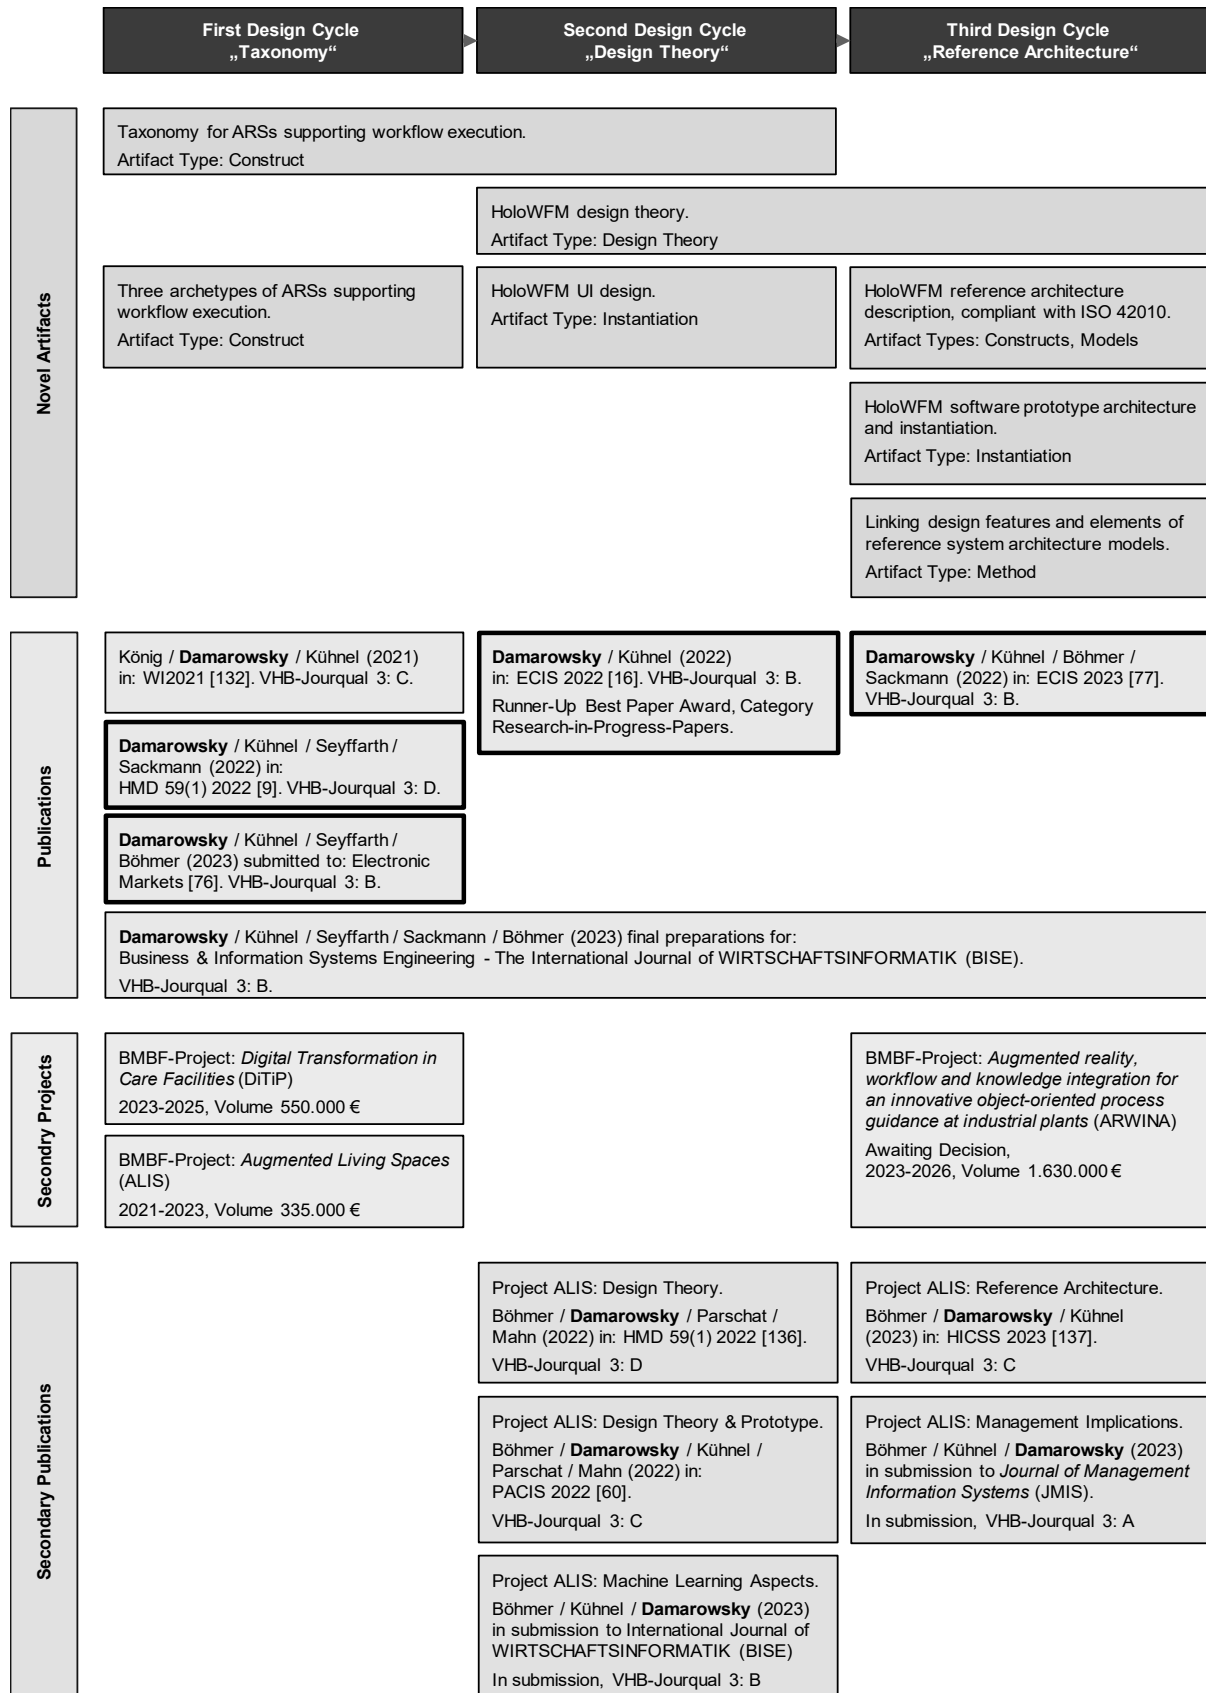 First Design Cycle
„Taxonomy“
Second Design Cycle
„Design Theory“
Third Design Cycle
„Reference Architecture“
Novel Artifacts
Taxonomy for ARSs supporting workflow execution.
Artifact Type: Construct
HoloWFM design theory.
Artifact Type: Design Theory
Three archetypes of ARSs supporting
workflow execution.
Artifact Type: Construct
HoloWFM UI design.
Artifact Type: Instantiation
HoloWFM reference architecture
description, compliant with ISO 42010.
Artifact Types: Constructs, Models
HoloWFM software prototype architecture
and instantiation.
Artifact Type: Instantiation
Linking design features and elements of
reference system architecture models.
Artifact Type: Method
Publications
König / Damarowsky / Kühnel (2021)
in: WI2021 [132]. VHB-Jourqual 3: C.
Damarowsky / Kühnel / Seyffarth /
Sackmann (2022) in:
HMD 59(1) 2022 [9]. VHB-Jourqual 3: D.
Damarowsky / Kühnel / Seyffarth /
Böhmer (2023) submitted to: Electronic
Markets [76]. VHB-Jourqual 3: B.
Damarowsky / Kühnel (2022)
in: ECIS 2022 [16]. VHB-Jourqual 3: B.
Runner-Up Best Paper Award, Category
Research-in-Progress-Papers.
Damarowsky / Kühnel / Böhmer /
Sackmann (2022) in: ECIS 2023 [77].
VHB-Jourqual 3: B.
Damarowsky / Kühnel / Seyffarth / Sackmann / Böhmer (2023) final preparations for:
Business & Information Systems Engineering - The International Journal of WIRTSCHAFTSINFORMATIK (BISE).
VHB-Jourqual 3: B.
Secondry Projects
BMBF-Project: Digital Transformation in
Care Facilities (DiTiP)
2023-2025, Volume 550.000 €
BMBF-Project: Augmented Living Spaces
(ALIS)
2021-2023, Volume 335.000 €
BMBF-Project: Augmented reality,
workflow and knowledge integration for
an innovative object-oriented process
guidance at industrial plants (ARWINA)
Awaiting Decision,
2023-2026, Volume 1.630.000 €
Secondary Publications
Project ALIS: Design Theory.
Böhmer / Damarowsky / Parschat /
Mahn (2022) in: HMD 59(1) 2022 [136].
VHB-Jourqual 3: D
Project ALIS: Design Theory & Prototype.
Böhmer / Damarowsky / Kühnel /
Parschat / Mahn (2022) in:
PACIS 2022 [60].
VHB-Jourqual 3: C
Project ALIS: Machine Learning Aspects.
Böhmer / Kühnel / Damarowsky (2023)
in submission to International Journal of
WIRTSCHAFTSINFORMATIK (BISE)
In submission, VHB-Jourqual 3: B
Project ALIS: Reference Architecture.
Böhmer / Damarowsky / Kühnel
(2023) in: HICSS 2023 [137].
VHB-Jourqual 3: C
Project ALIS: Management Implications.
Böhmer / Kühnel / Damarowsky (2023)
in submission to Journal of Management
Information Systems (JMIS).
In submission, VHB-Jourqual 3: A